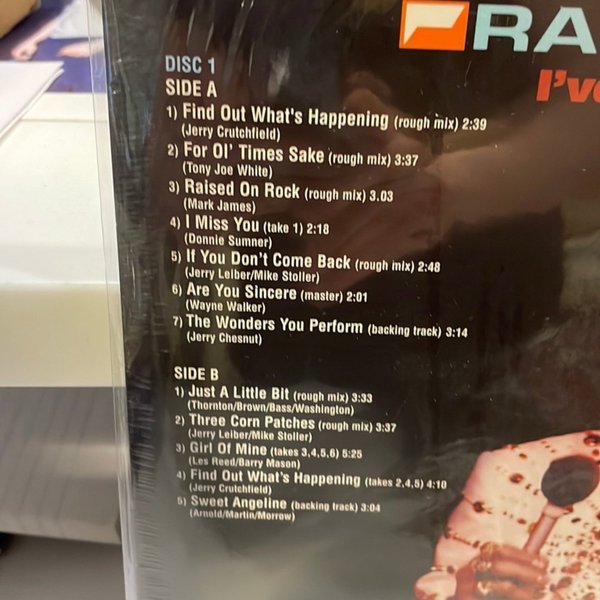 RA
I've
DISC 1
SIDE A
1) Find Out What's Happening (rough mix) 2:39
(Jerry Crutchfield)
2) For Ol' Times Sake (rough mix) 3:37
(Tony Joe White)
3) Raised On Rock (rough mix) 3.03
(Mark James)
4) I Miss You (take 1) 2:18
(Donnie Sumner)
5) If You Don't Come Back (rough mix) 2:48
(Jerry Leiber/Mike Stoller)
6) Are You Sincere (master) 2:01
(Wayne Walker)
7) The Wonders You Perform (backing track) 3:14
(Jerry Chesnut)
SIDE B
1) Just A Little Bit (rough mix) 3:33
(Thornton/Brown/Bass/Washington)
2) Three Corn Patches (rough mix) 3:37
(Jerry Leiber/Mike Stoller)
3) Girl Of Mine (takes 3,4,5,6) 5:25
(Les Reed/Barry Mason)
4) Find Out What's Happening (takes 2,4,5) 4:18
(Jerry Crutchfield)
5) Sweet Angeline (backing track) 3:04
(Arnold/Martin/Morrow)